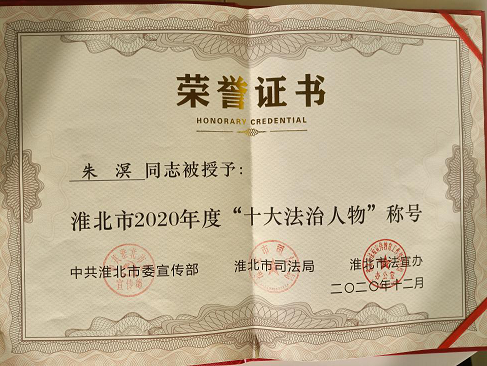 荣誉证书
HONORARY CREDENTIAL
朱溟 同志被授予:
淮北市2020年度“十大法治人物”称号
中共淮北市委宣传部 淮北市司法局 淮北市法宣办
二〇二〇年十二月